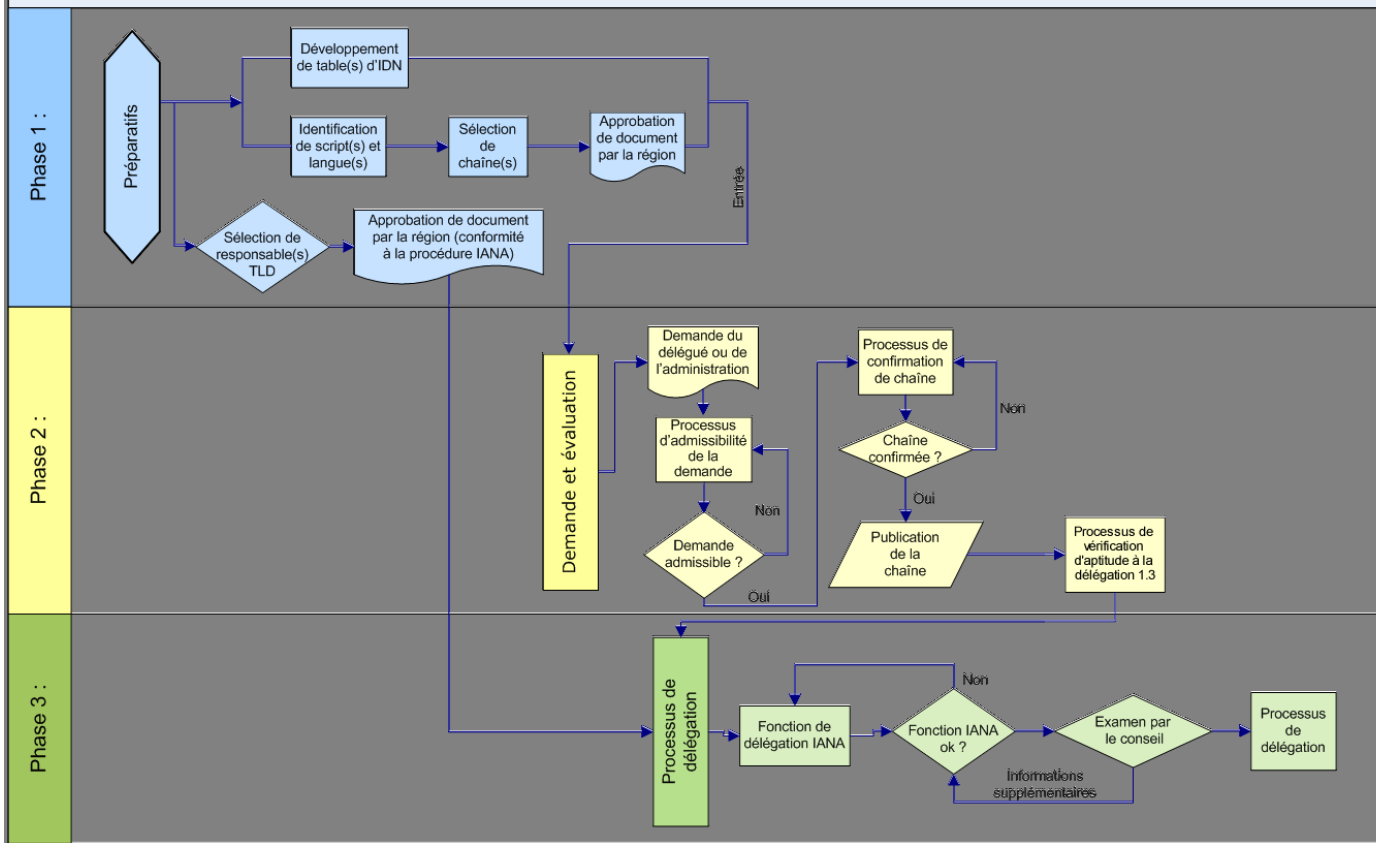 Phase 1 :
Préparatifs
Développement
de table(s) d'IDN
Identification
de script(s) et
langue(s)
Sélection
de
chaîne(s)
Approbation
de document
par la région
Entrée
Sélection de
responsable(s)
TLD
Approbation de document
par la région (conformité
à la procédure IANA)
Phase 2 :
Demande et évaluation
Demande du
délégué ou de
l'administration
Processus
d'admissibilité
de la
demande
Non
Demande
admissible ?
Oui
Processus de
confirmation
de chaîne
Non
Chaîne
confirmée ?
Oui
Publication
de la
chaîne
Processus de
vérification
d'aptitude à la
délégation 1.3
Phase 3 :
Processus de
délégation
Fonction de
délégation IANA
Non
Fonction IANA
ok ?
Examen par
le conseil
Informations
supplémentaires
Processus
de
délégation